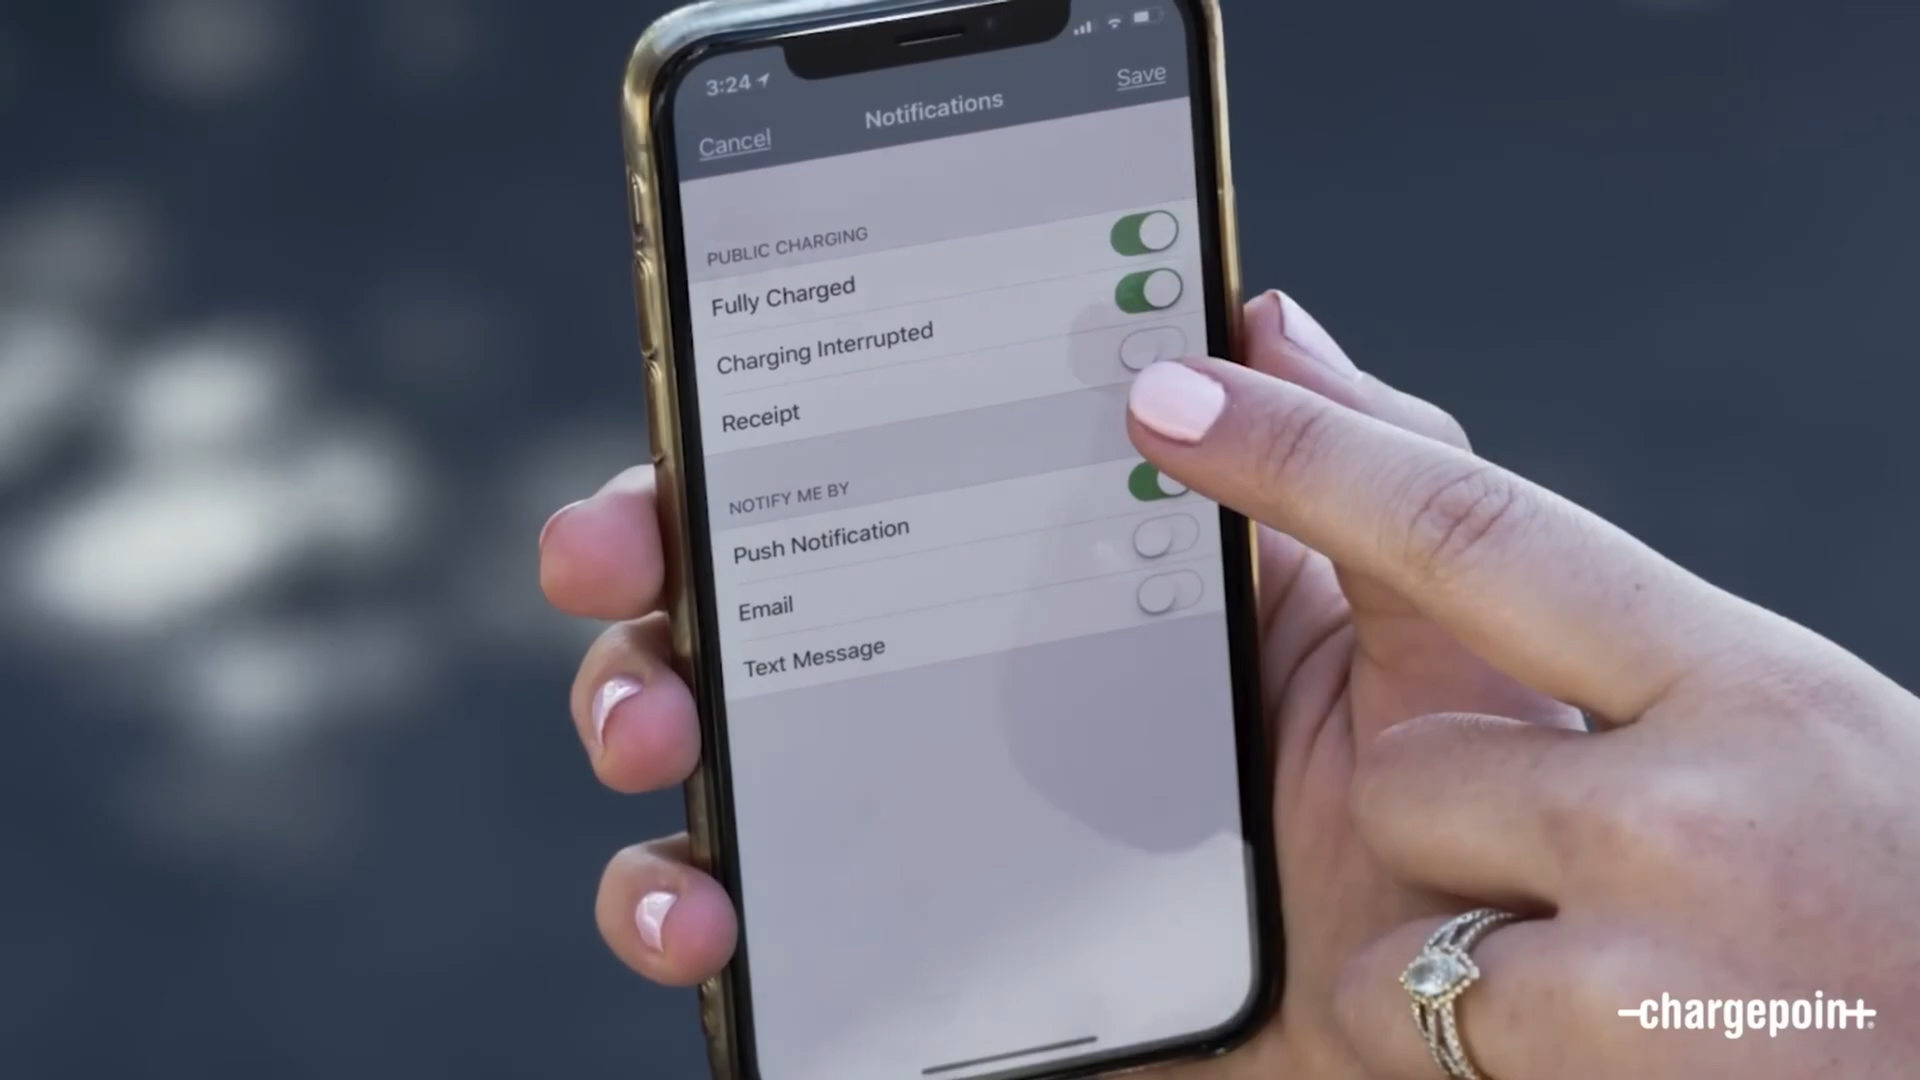 3:24
Save
Notifications
Cancel
PUBLIC CHARGING
Fully Charged
Charging Interrupted
Receipt
NOTIFY ME BY
Push Notification
Email
Text Message
chargepoint